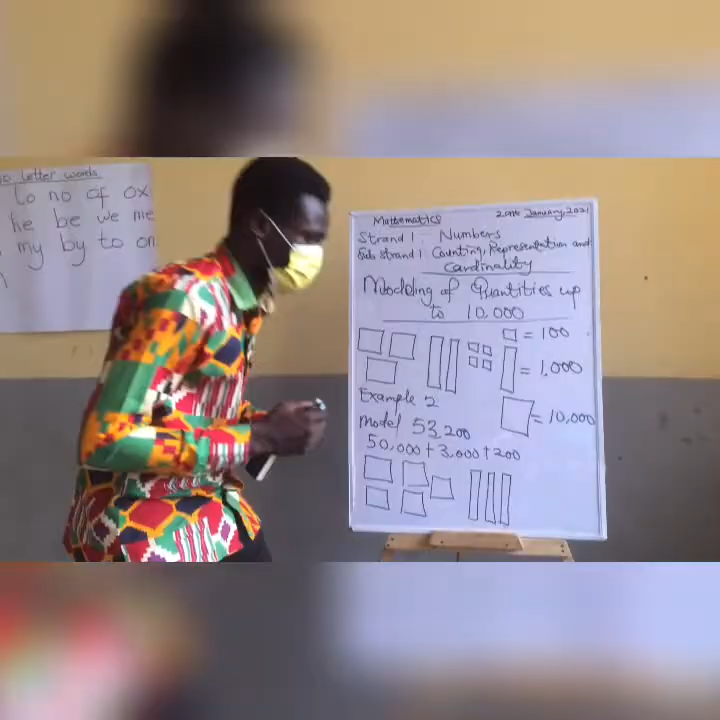 letter words
to no of ox
he be we me
my by to on
Mathematics
January, 2021
Strand 1 Numbers
Sub strand 1 Counting, Representation and
Cardinality
Modeling of Quantities up
to 10,000
= 100
= 1,000
= 10,000
Example 2
Model 53,200
50,000 + 3,000 + 200